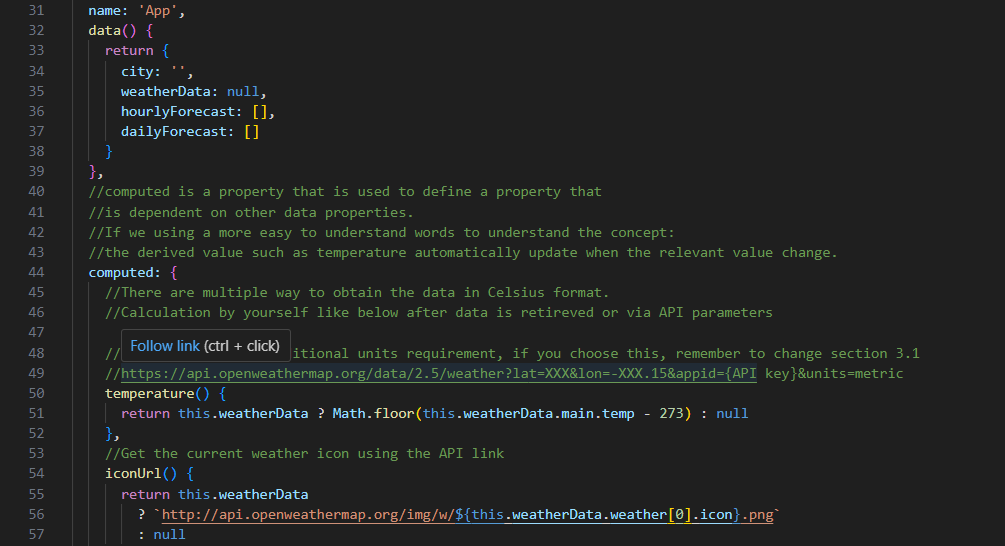 31 name: 'App',
32 data() {
33 return {
34 city: '',
35 weatherData: null,
36 hourlyForecast: [],
37 dailyForecast: []
38 }
39 },
40 //computed is a property that is used to define a property that
41 //is dependent on other data properties.
42 //If we using a more easy to understand words to understand the concept:
43 //the derived value such as temperature automatically update when the relevant value change.
44 computed: {
45 //There are multiple way to obtain the data in Celsius format.
46 //Calculation by yourself like below after data is retireved or via API parameters
47
Follow link (ctrl + click)
48 // itional units requirement, if you choose this, remember to change section 3.1
49 //https://api.openweathermap.org/data/2.5/weather?lat=XXX&lon=-XXX.15&appid={API key}&units=metric
50 temperature() {
51 return this.weatherData ? Math.floor(this.weatherData.main.temp - 273) : null
52 },
53 //Get the current weather icon using the API link
54 iconUrl() {
55 return this.weatherData
56 ? `http://api.openweathermap.org/img/w/${this.weatherData.weather[0].icon}.png`
57 : null